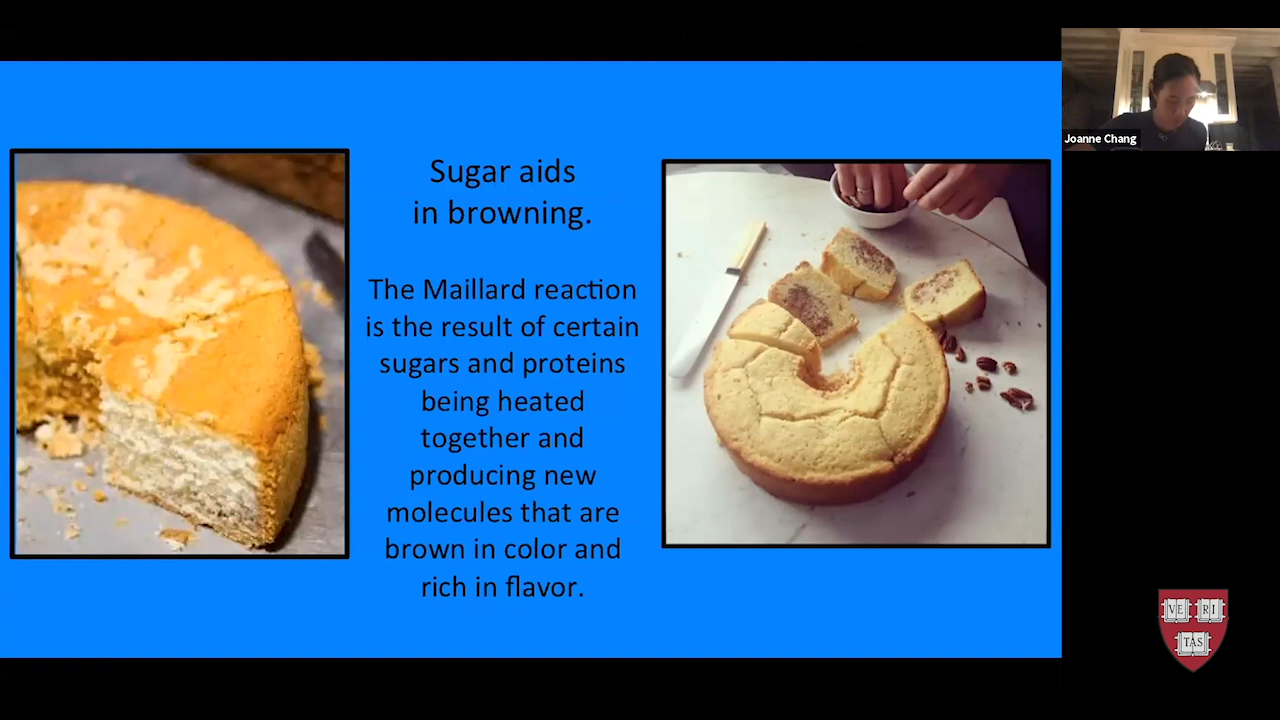 Sugar aids
in browning.
The Maillard reaction
is the result of certain
sugars and proteins
being heated
together and
producing new
molecules that are
brown in color and
rich in flavor.
Joanne Chang
VE RI
TAS